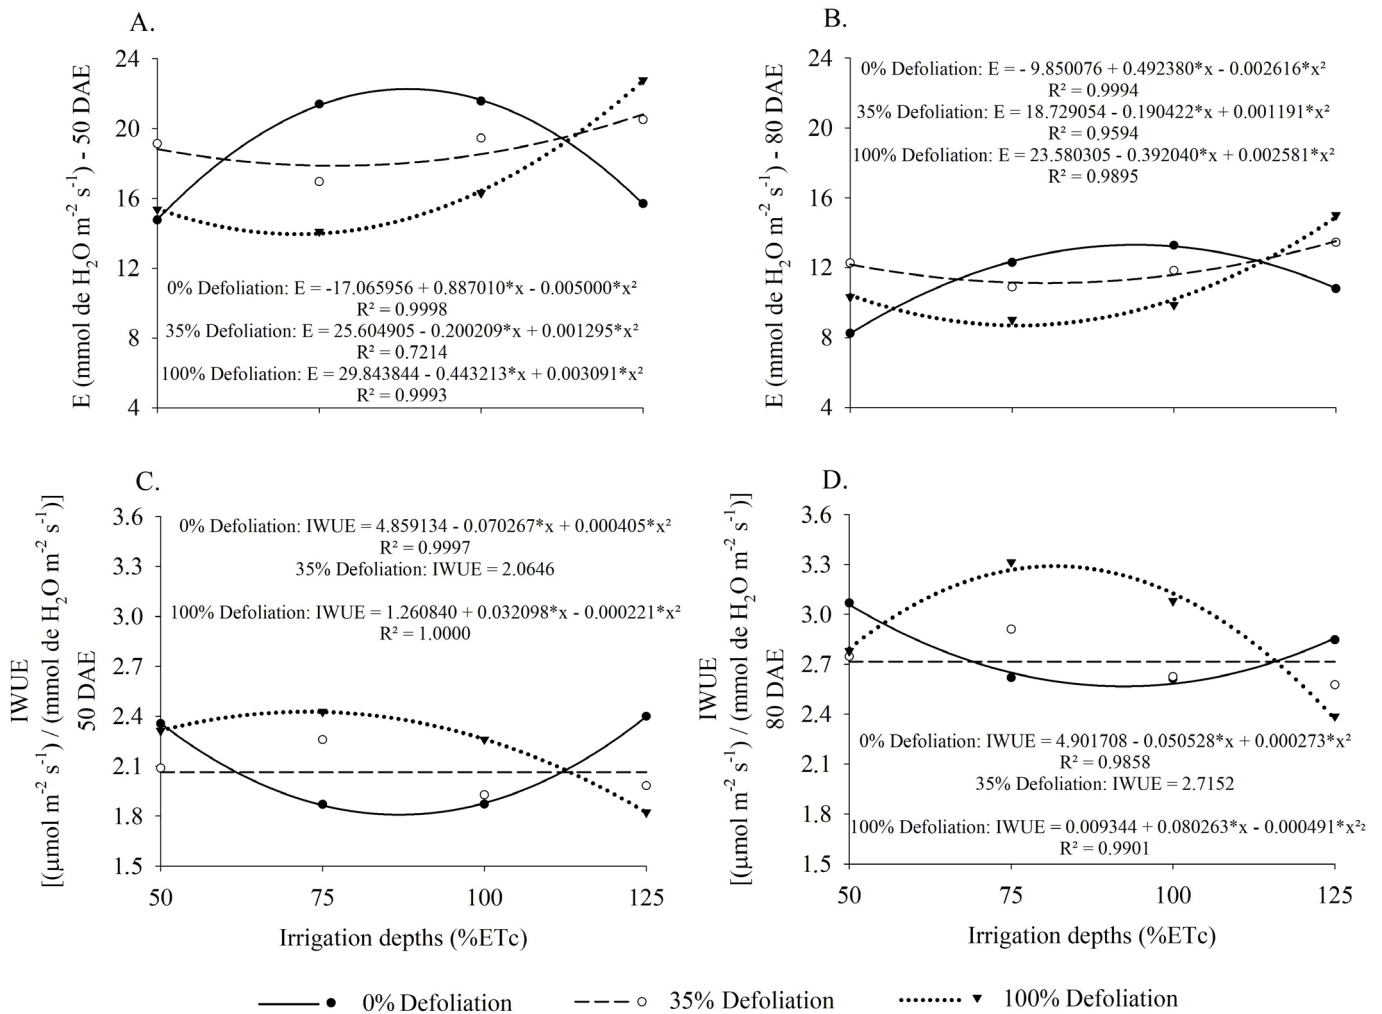 A.
E (mmol de H₂O m⁻² s⁻¹) - 50 DAE
24
20
16
12
8
4
0% Defoliation: E = -17.065956 + 0.887010*x - 0.005000*x²
R² = 0.9998
35% Defoliation: E = 25.604905 - 0.200209*x + 0.001295*x²
R² = 0.7214
100% Defoliation: E = 29.843844 - 0.443213*x + 0.003091*x²
R² = 0.9993
B.
E (mmol de H₂O m⁻² s⁻¹) - 80 DAE
24
20
16
12
8
4
0% Defoliation: E = - 9.850076 + 0.492380*x - 0.002616*x²
R² = 0.9994
35% Defoliation: E = 18.729054 - 0.190422*x + 0.001191*x²
R² = 0.9594
100% Defoliation: E = 23.580305 - 0.392040*x + 0.002581*x²
R² = 0.9895
C.
IWUE
[(µmol m⁻² s⁻¹) / (mmol de H₂O m⁻² s⁻¹)]
50 DAE
3.6
3.3
3.0
2.7
2.4
2.1
1.8
1.5
0% Defoliation: IWUE = 4.859134 - 0.070267*x + 0.000405*x²
R² = 0.9997
35% Defoliation: IWUE = 2.0646
100% Defoliation: IWUE = 1.260840 + 0.032098*x - 0.000221*x²
R² = 1.0000
50 75 100 125
Irrigation depths (%ETc)
D.
IWUE
[(µmol m⁻² s⁻¹) / (mmol de H₂O m⁻² s⁻¹)]
80 DAE
3.6
3.3
3.0
2.7
2.4
2.1
1.8
1.5
0% Defoliation: IWUE = 4.901708 - 0.050528*x + 0.000273*x²
R² = 0.9858
35% Defoliation: IWUE = 2.7152
100% Defoliation: IWUE = 0.009344 + 0.080263*x - 0.000491*x²²
R² = 0.9901
50 75 100 125
Irrigation depths (%ETc)
0% Defoliation 35% Defoliation 100% Defoliation